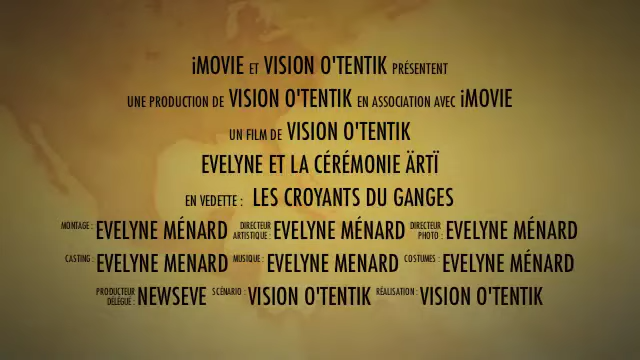 iMOVIE ET VISION O'TENTIK PRÉSENTENT
UNE PRODUCTION DE VISION O'TENTIK EN ASSOCIATION AVEC iMOVIE
UN FILM DE VISION O'TENTIK
EVELYNE ET LA CÉRÉMONIE ÄRTÏ
EN VEDETTE : LES CROYANTS DU GANGES
MONTAGE : EVELYNE MÉNARD DIRECTEUR ARTISTIQUE : EVELYNE MÉNARD DIRECTEUR PHOTO : EVELYNE MÉNARD
CASTING : EVELYNE MENARD MUSIQUE : EVELYNE MENARD COSTUMES : EVELYNE MÉNARD
PRODUCTEUR DÉLÉGUÉ : NEWSEVE SCÉNARIO : VISION O'TENTIK RÉALISATION : VISION O'TENTIK